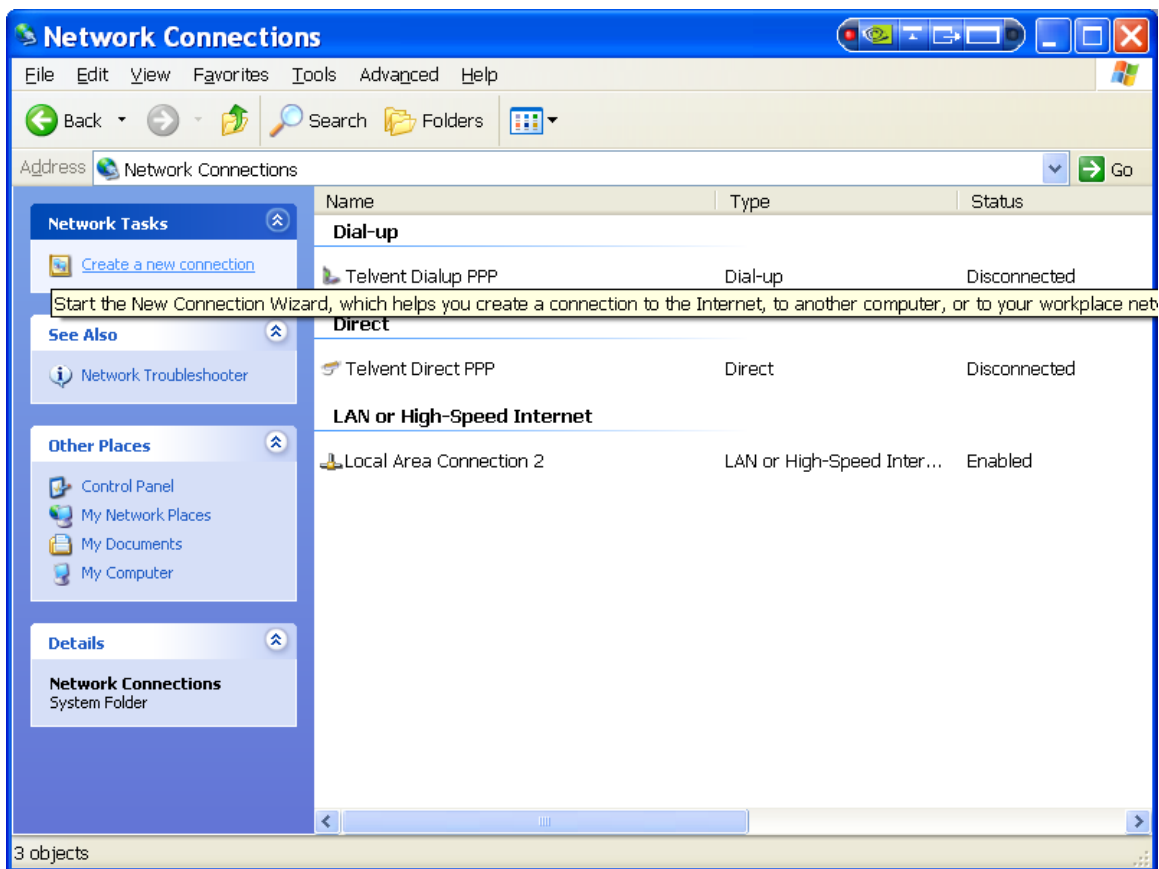 Network Connections
File Edit View Favorites Tools Advanced Help
Back Search Folders
Address Network Connections Go
Network Tasks
Create a new connection
Start the New Connection Wizard, which helps you create a connection to the Internet, to another computer, or to your workplace net
See Also
Network Troubleshooter
Other Places
Control Panel
My Network Places
My Documents
My Computer
Details
Network Connections
System Folder
Name Type Status
Dial-up
Telvent Dialup PPP Dial-up Disconnected
Direct
Telvent Direct PPP Direct Disconnected
LAN or High-Speed Internet
Local Area Connection 2 LAN or High-Speed Inter... Enabled
3 objects